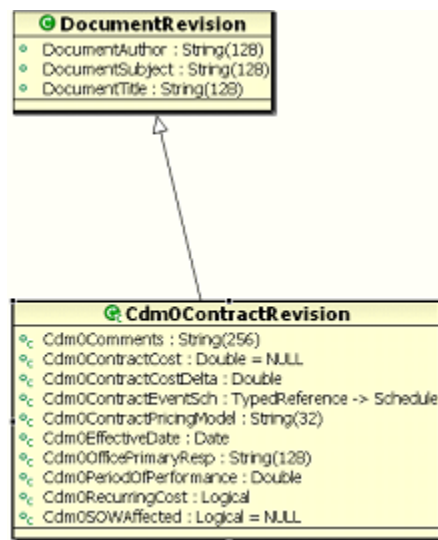 DocumentRevision
DocumentAuthor : String(128)
DocumentSubject : String(128)
DocumentTitle : String(128)
Cdm0ContractRevision
Cdm0Comments : String(256)
Cdm0ContractCost : Double = NULL
Cdm0ContractCostDelta : Double
Cdm0ContractEventSch : TypedReference -> Schedule
Cdm0ContractPricingModel : String(32)
Cdm0EffectiveDate : Date
Cdm0OfficePrimaryResp : String(128)
Cdm0PeriodOfPerformance : Double
Cdm0RecurringCost : Logical
Cdm0SOWAffected : Logical = NULL